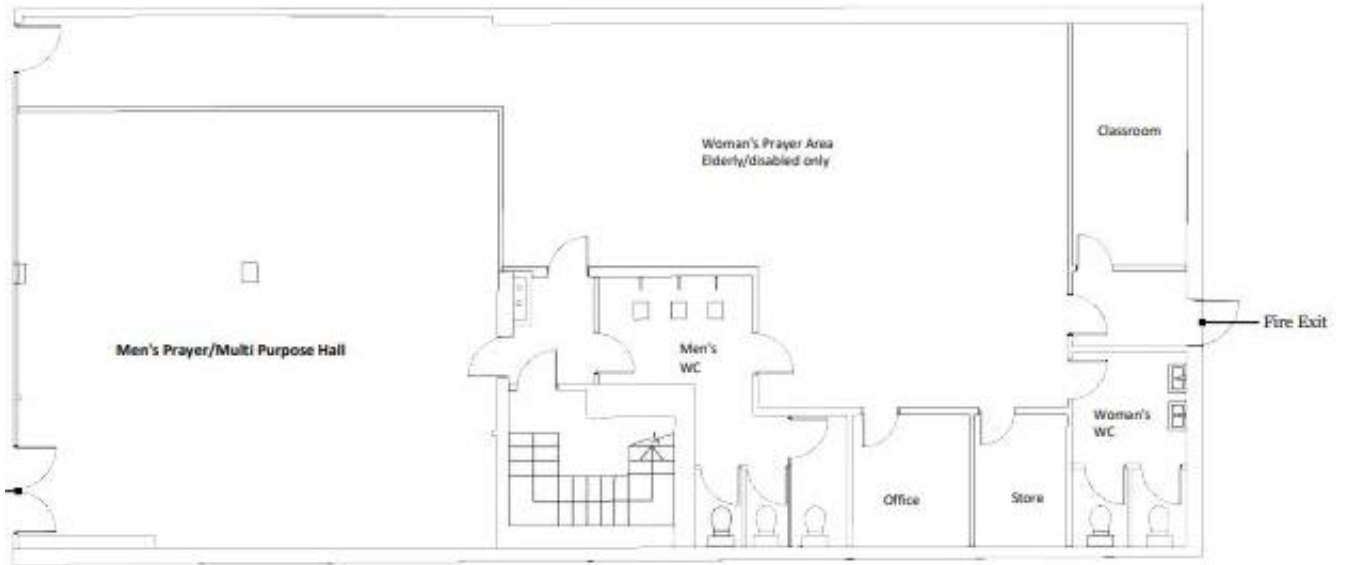 Classroom
Woman's Prayer Area
Elderly/disabled only
Fire Exit
Men's Prayer/Multi Purpose Hall
Men's
WC
Woman's
WC
Office
Store